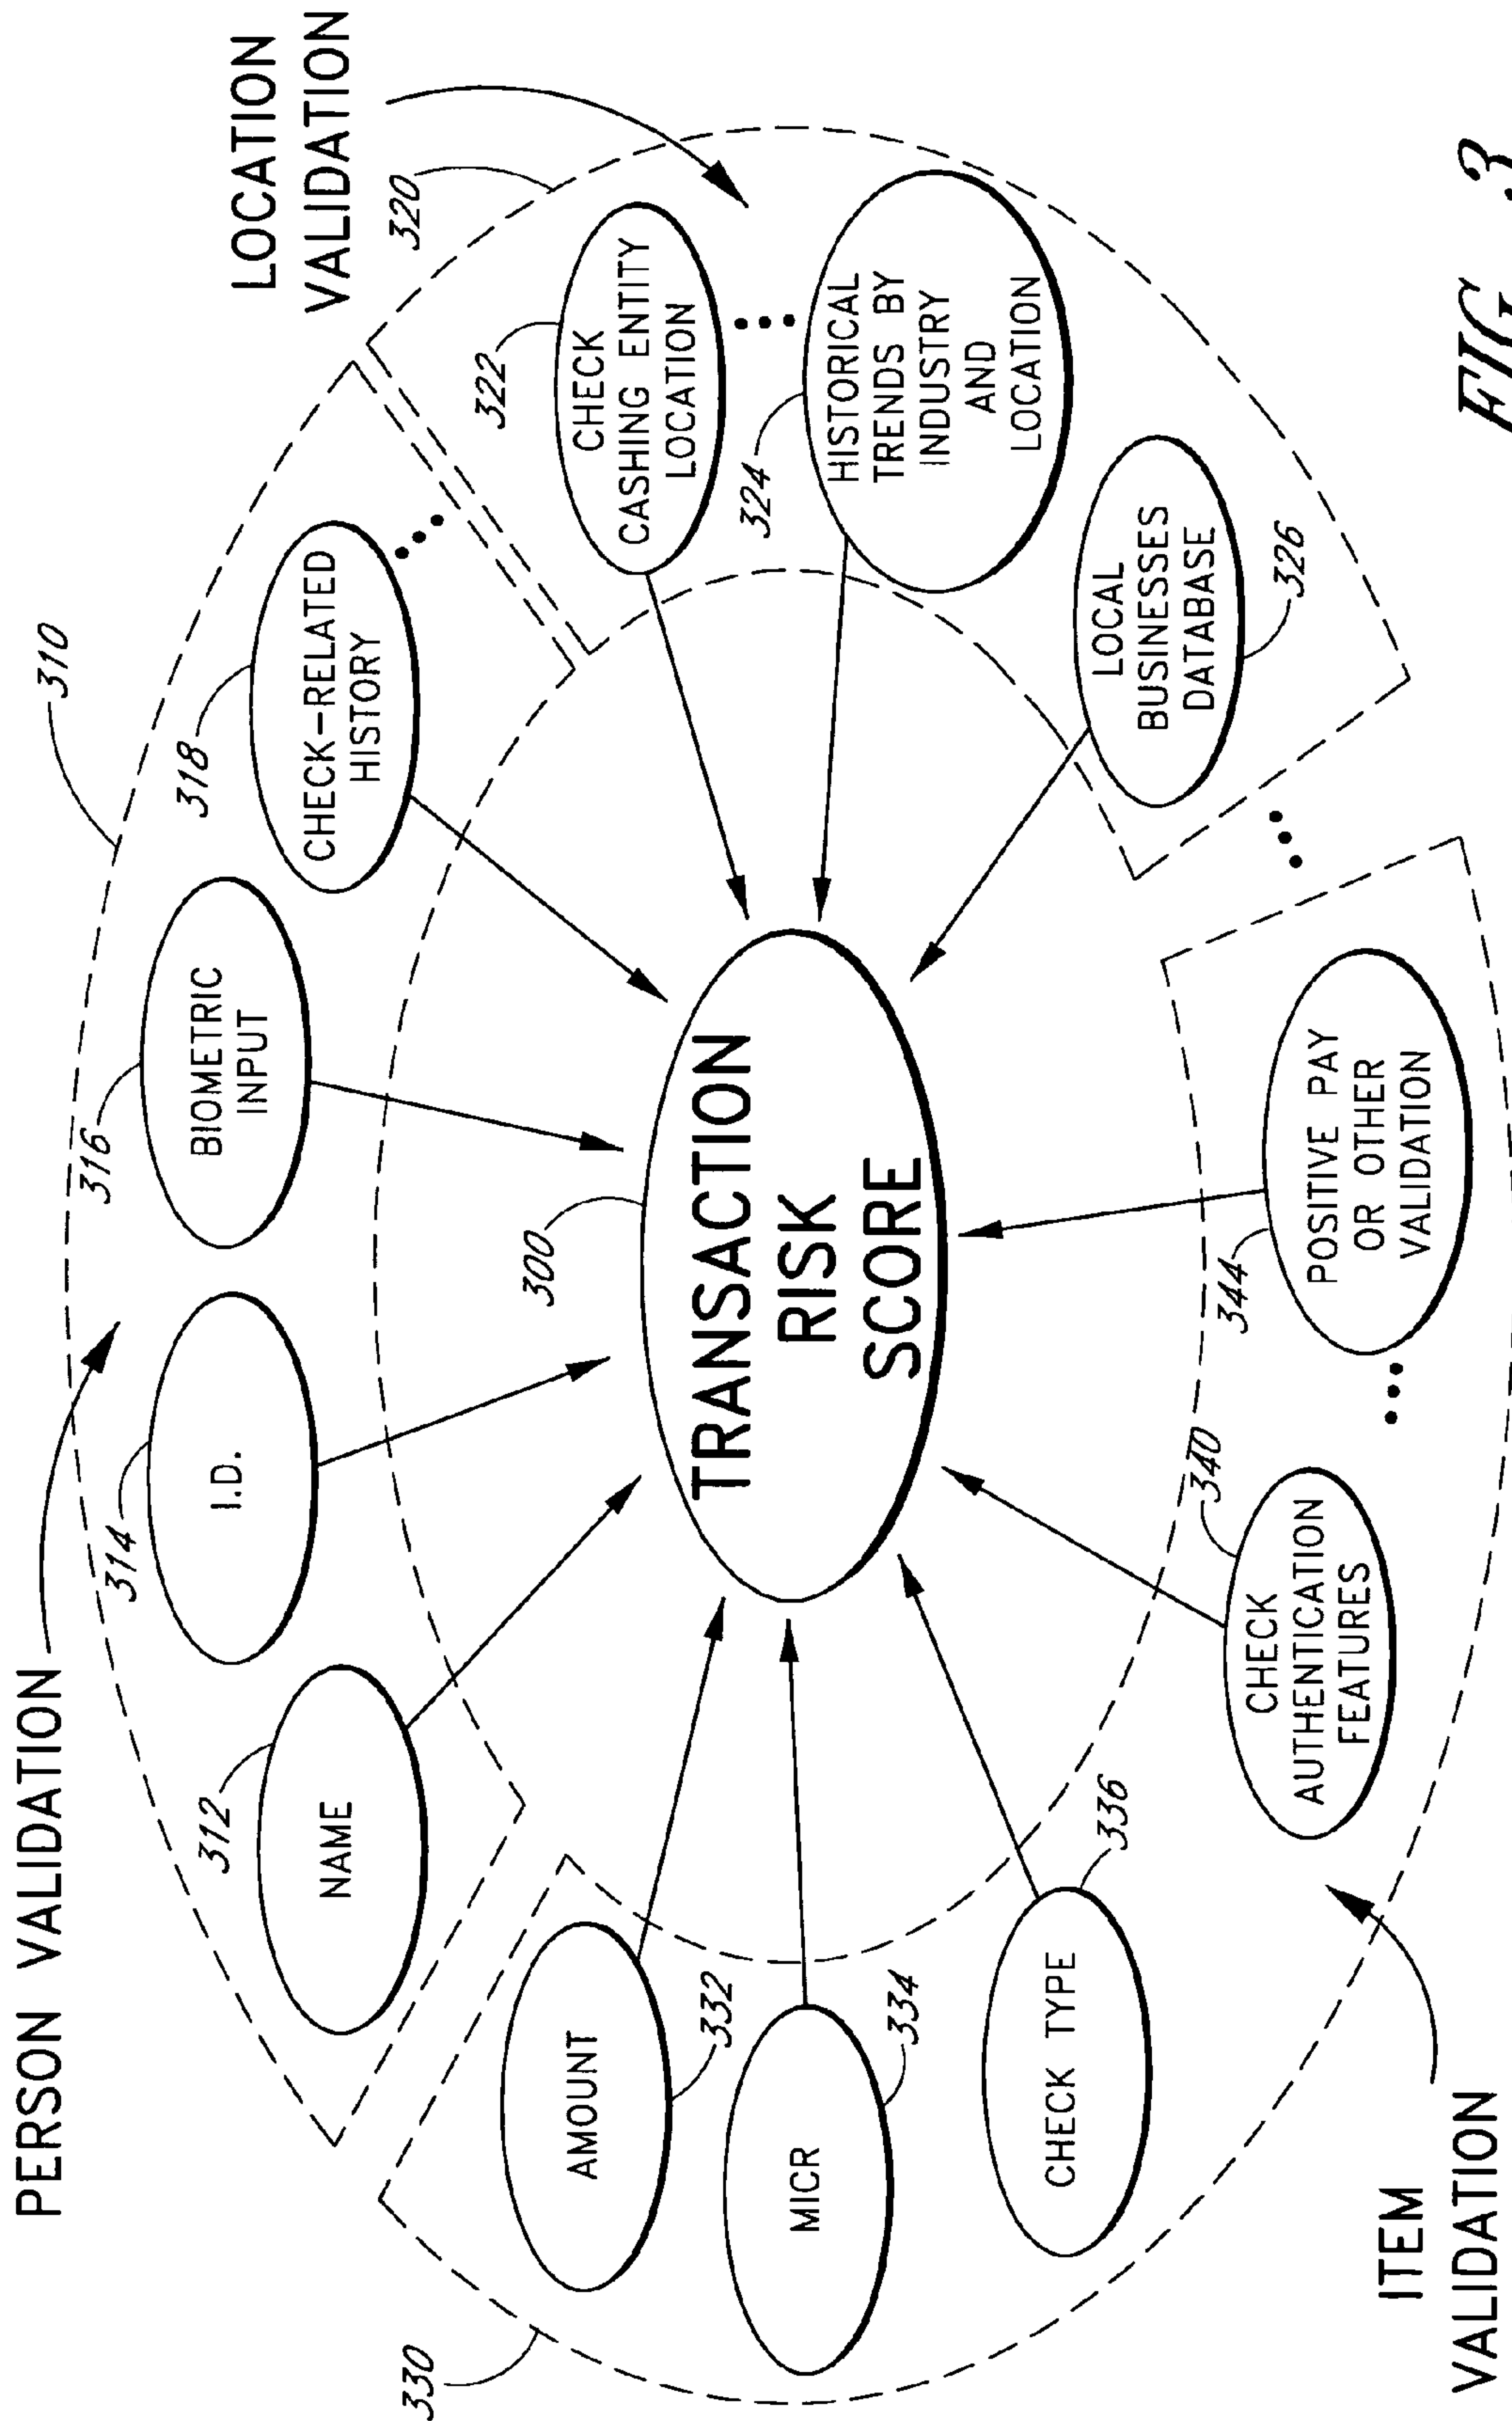 PERSON VALIDATION
310
LOCATION
VALIDATION
320
312
NAME
314
I.D.
316
BIOMETRIC
INPUT
318
CHECK-RELATED
HISTORY
322
CHECK
CASHING ENTITY
LOCATION
324
HISTORICAL
TRENDS BY
INDUSTRY
AND
LOCATION
LOCAL
BUSINESSES
DATABASE
326
300
TRANSACTION
RISK
SCORE
330
AMOUNT
332
MICR
334
CHECK TYPE
336
340
CHECK
AUTHENTICATION
FEATURES
344
POSITIVE PAY
OR OTHER
VALIDATION
ITEM
VALIDATION
FIG. 3